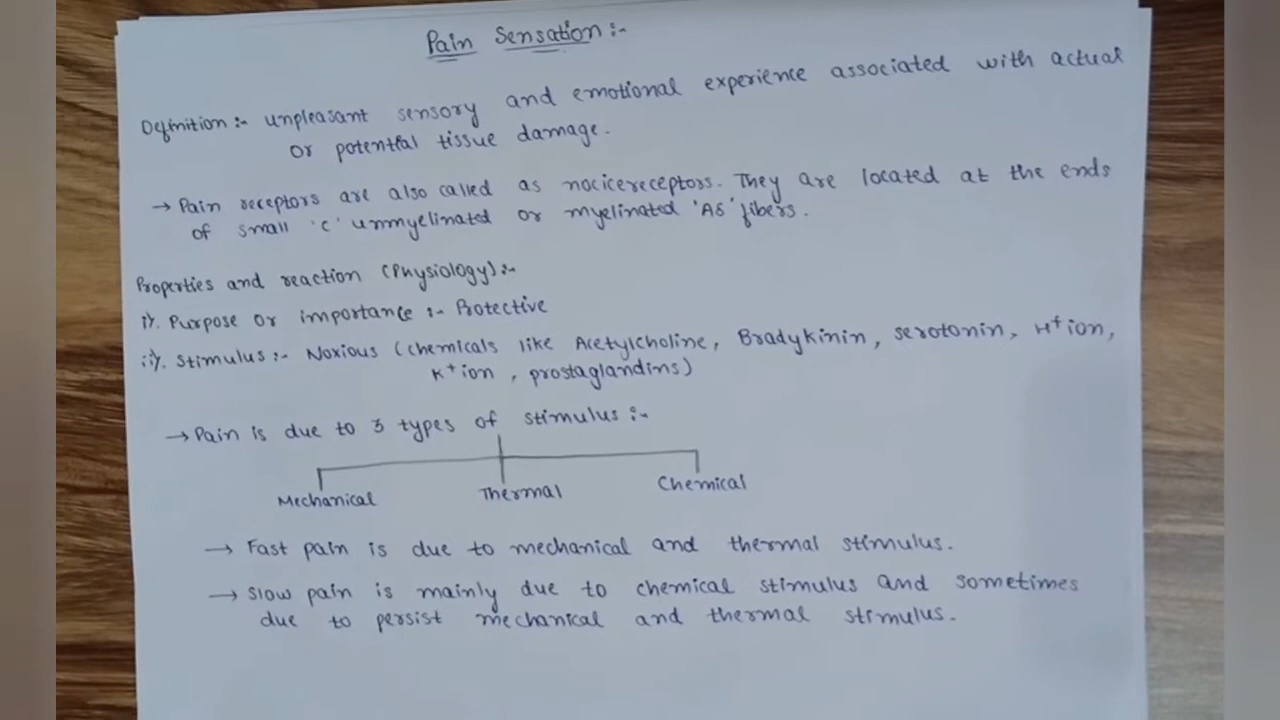 Pain Sensation :-
Definition :- unpleasant sensory and emotional experience associated with actual
or potential tissue damage.
→ Pain receptors are also called as nocicereceptors. They are located at the ends
of small 'C' unmyelinated or myelinated 'Aδ' fibers.
Properties and reaction (Physiology) :-
i). Purpose or importance :- Protective
ii). Stimulus :- Noxious (chemicals like Acetylcholine, Bradykinin, serotonin, H+ ion,
K+ ion, prostaglandins)
→ Pain is due to 3 types of stimulus :-
Mechanical Thermal Chemical
→ Fast pain is due to mechanical and thermal stimulus.
→ Slow pain is mainly due to chemical stimulus and sometimes
due to persist mechanical and thermal stimulus.